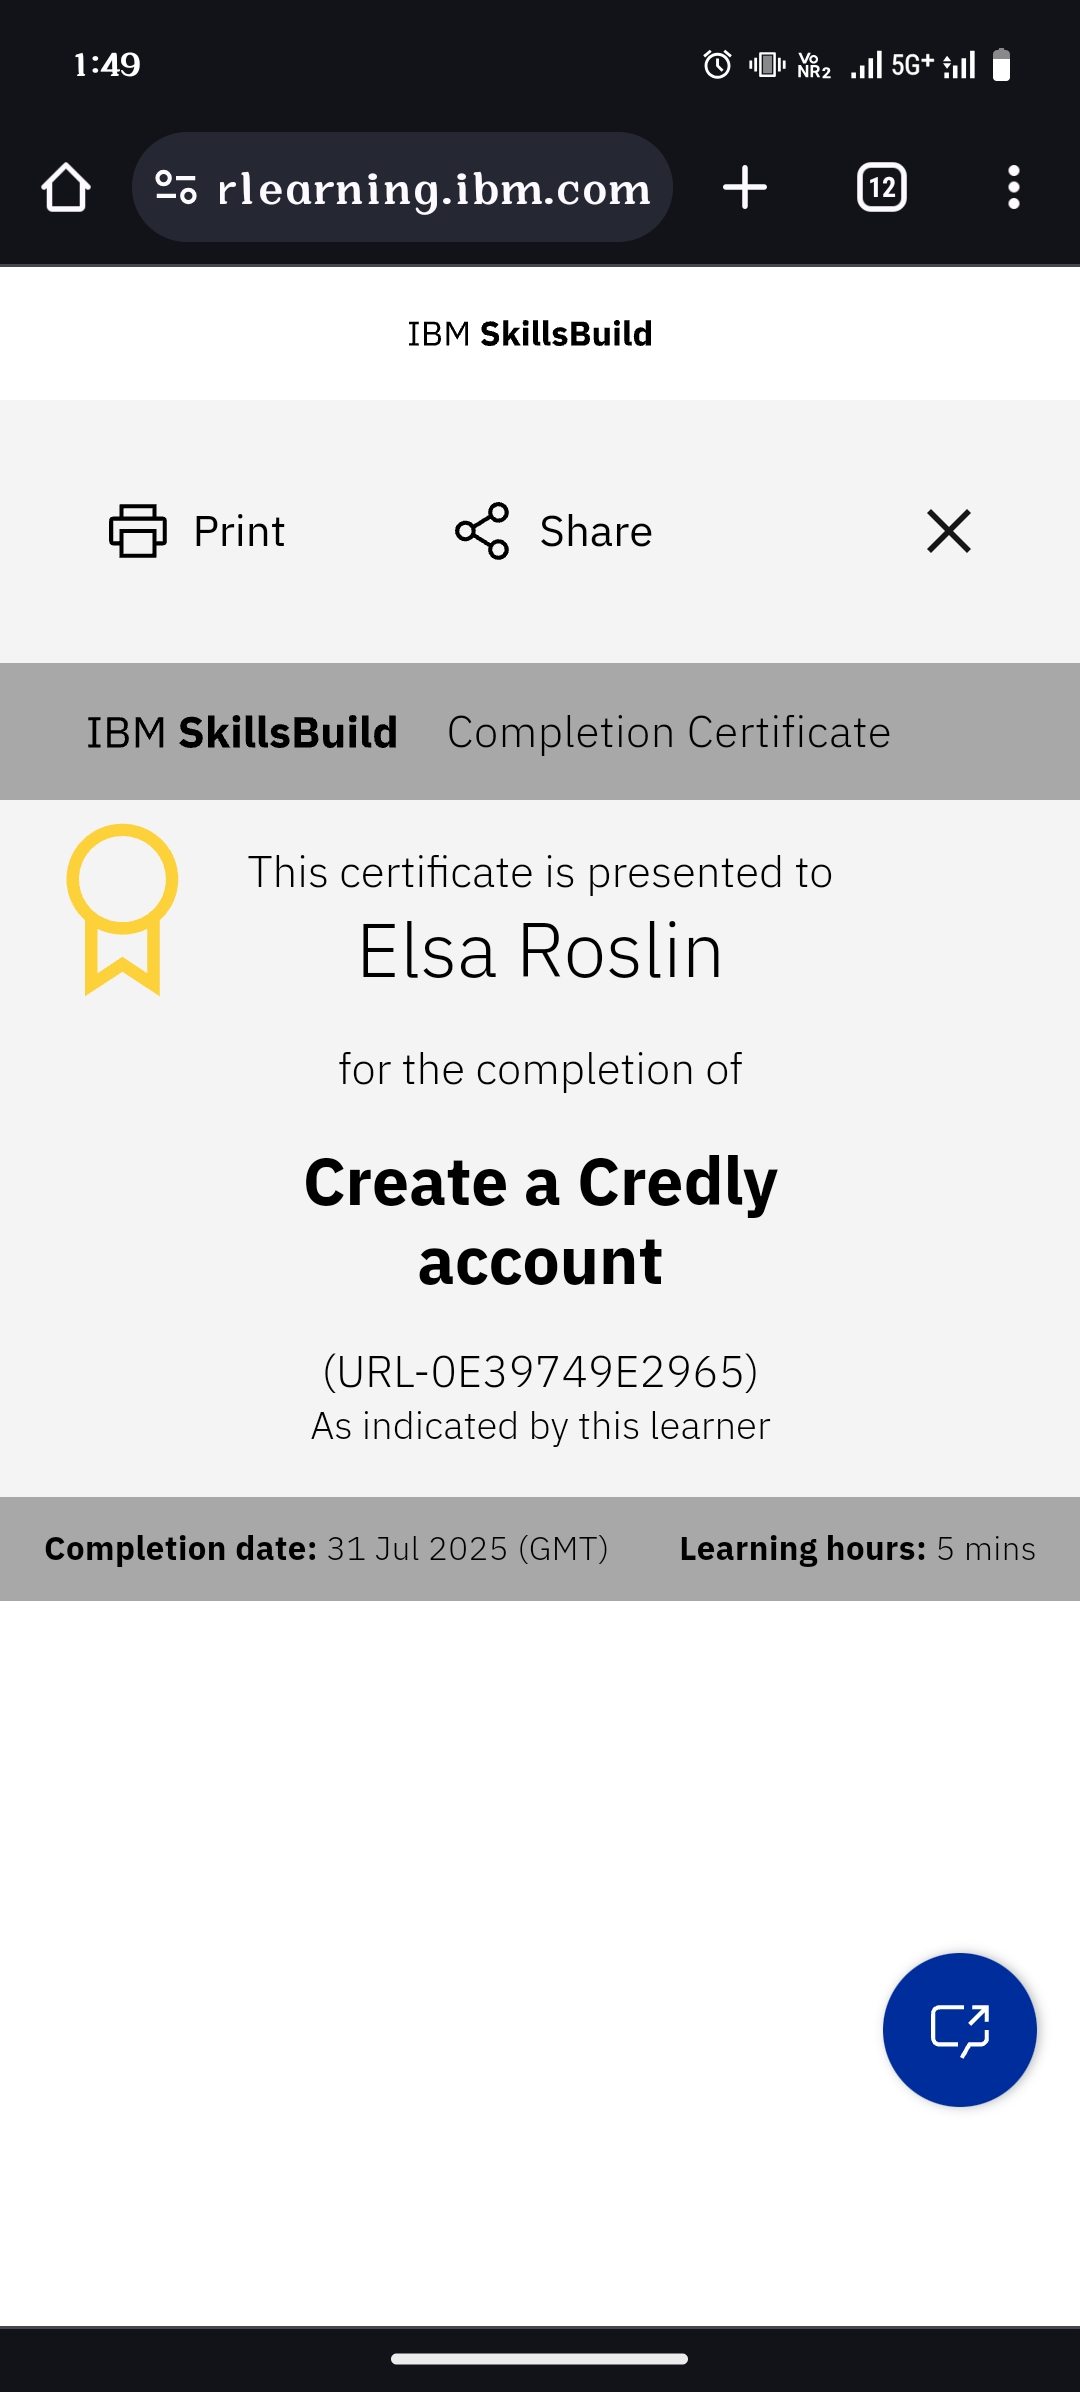 1:49
Vo
NR2
5G+
rlearning.ibm.com
12
IBM SkillsBuild
Print
Share
IBM SkillsBuild Completion Certificate
This certificate is presented to
Elsa Roslin
for the completion of
Create a Credly
account
(URL-0E39749E2965)
As indicated by this learner
Completion date: 31 Jul 2025 (GMT)
Learning hours: 5 mins